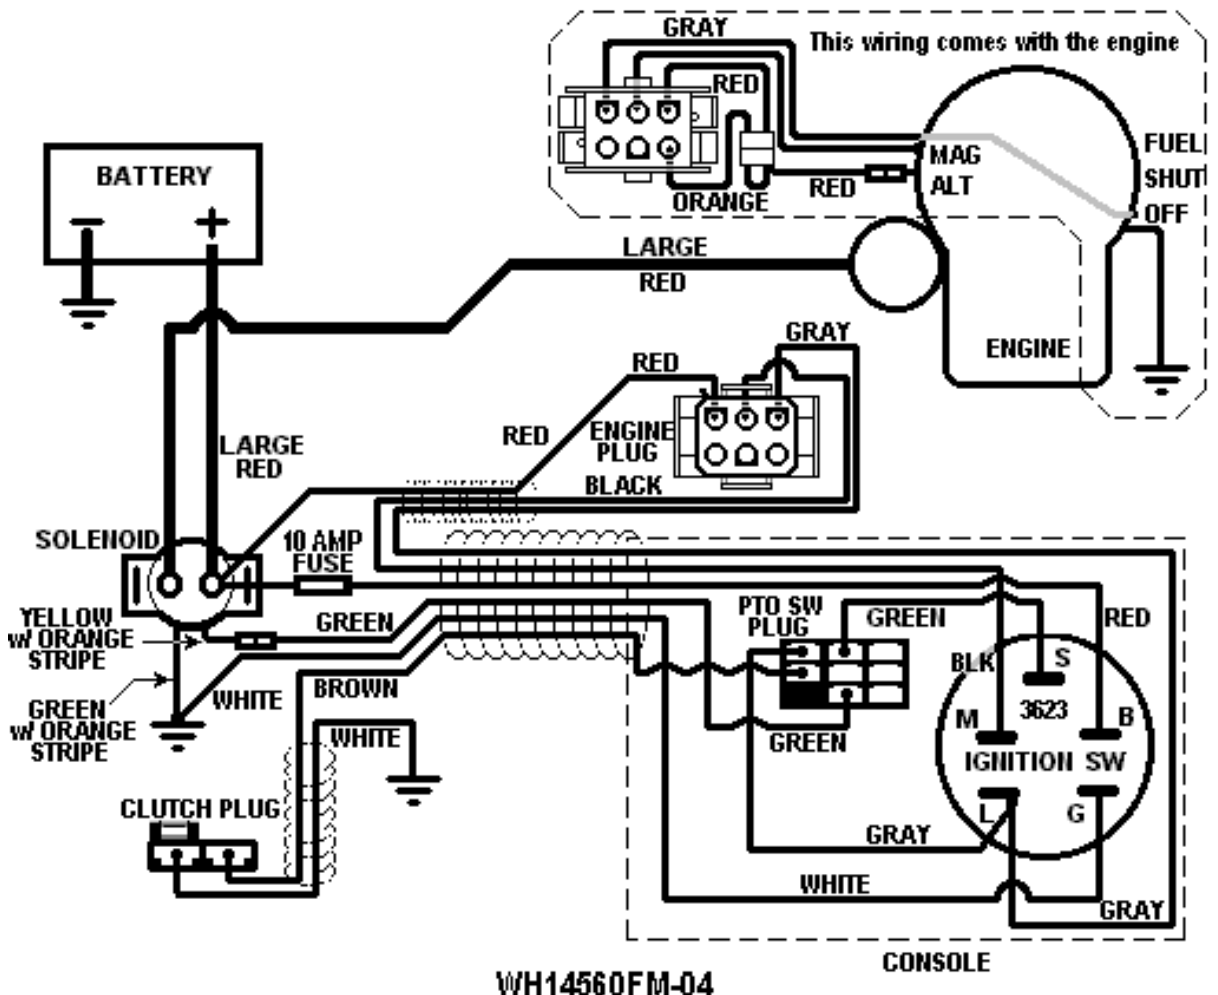 GRAY
This wiring comes with the engine
RED
BATTERY
-
+
MAG
ALT
FUEL
SHUT
OFF
RED
ORANGE
LARGE
RED
GRAY
RED
ENGINE
LARGE
RED
RED
ENGINE
PLUG
BLACK
SOLENOID
10 AMP
FUSE
YELLOW
w/ ORANGE
STRIPE
GREEN
PTO SW
PLUG
GREEN
RED
BLK
S
3623
WHITE
BROWN
GREEN
w/ ORANGE
STRIPE
M
B
WHITE
GREEN
IGNITION SW
CLUTCH PLUG
L
G
GRAY
WHITE
GRAY
CONSOLE
WH14560FM-04